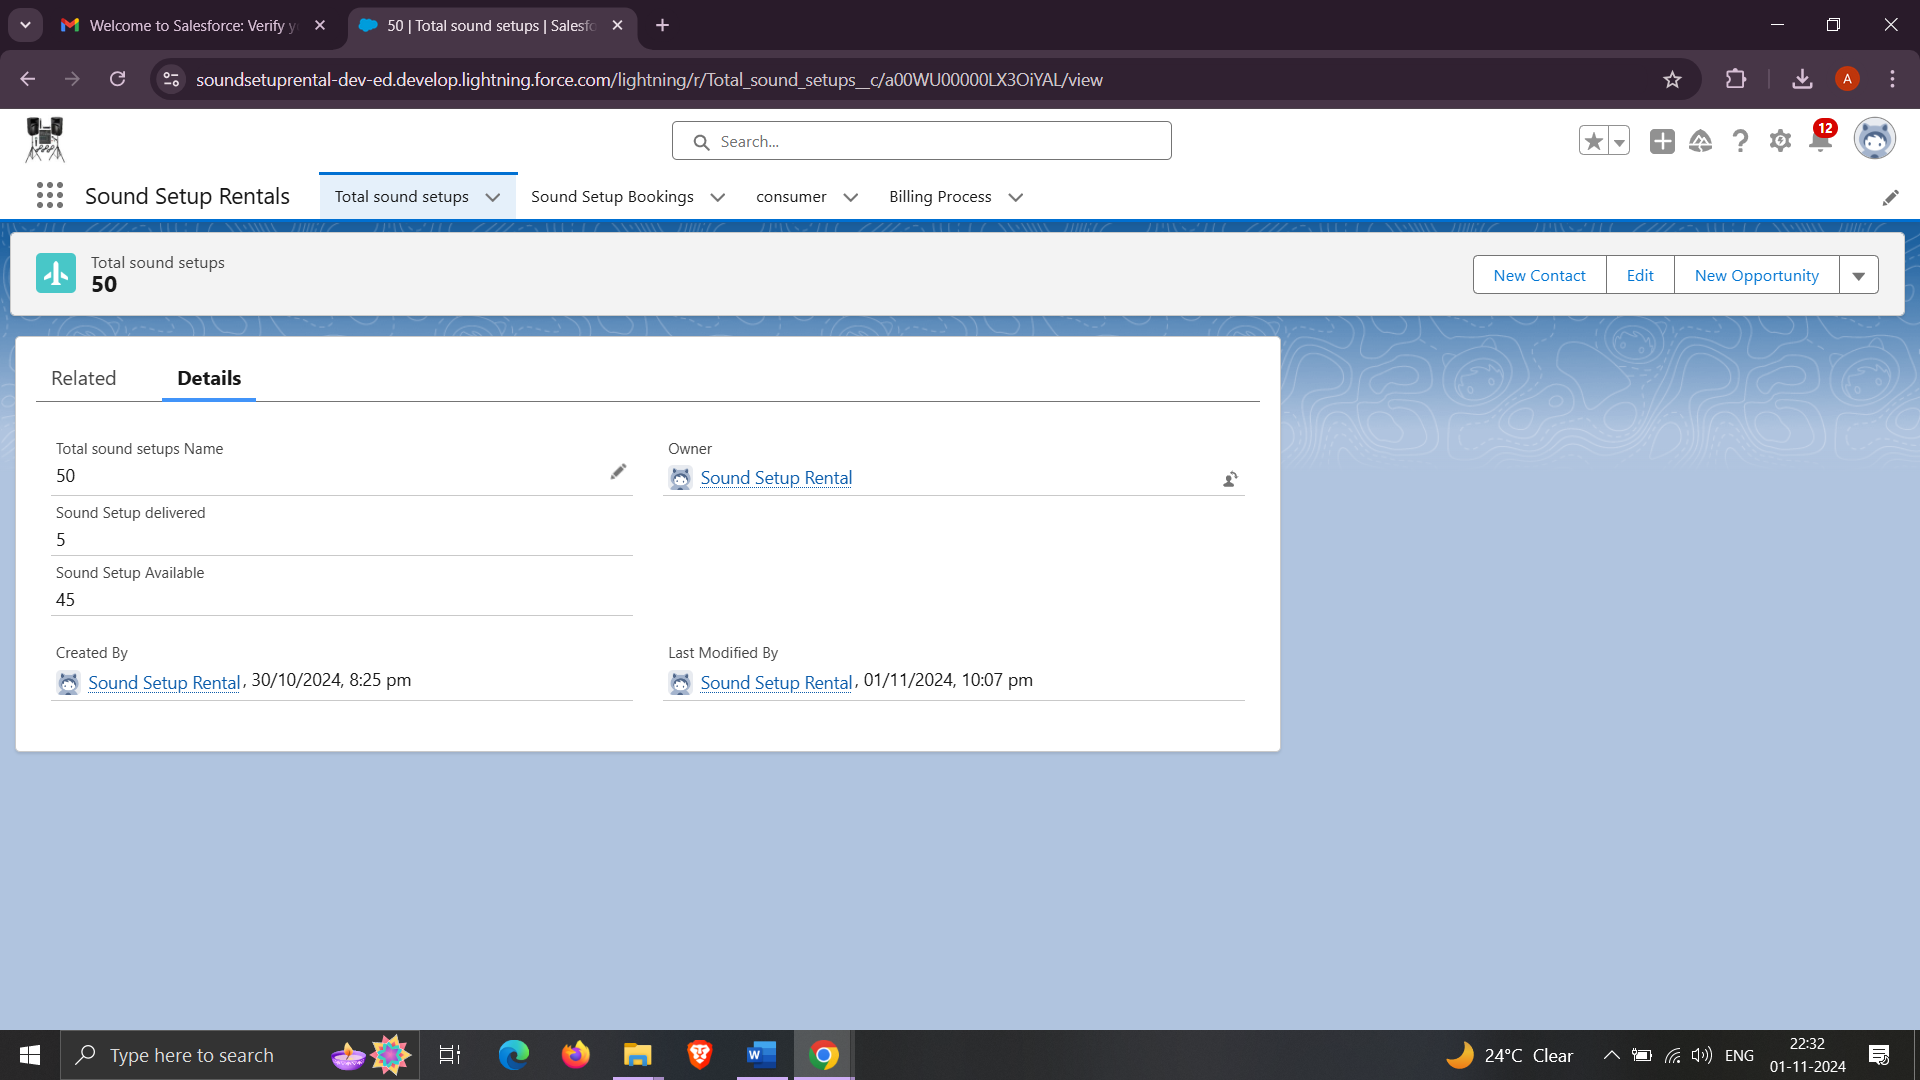 Welcome to Salesforce: Verify y
50 | Total sound setups | Salesfo
soundsetuprental-dev-ed.develop.lightning.force.com/lightning/r/Total_sound_setups__c/a00WU00000LX3OiYAL/view
A
Search...
12
Sound Setup Rentals
Total sound setups
Sound Setup Bookings
consumer
Billing Process
Total sound setups
50
New Contact
Edit
New Opportunity
Related
Details
Total sound setups Name
50
Owner
Sound Setup Rental
Sound Setup delivered
5
Sound Setup Available
45
Created By
Sound Setup Rental, 30/10/2024, 8:25 pm
Last Modified By
Sound Setup Rental, 01/11/2024, 10:07 pm
Type here to search
24°C Clear
ENG
22:32
01-11-2024